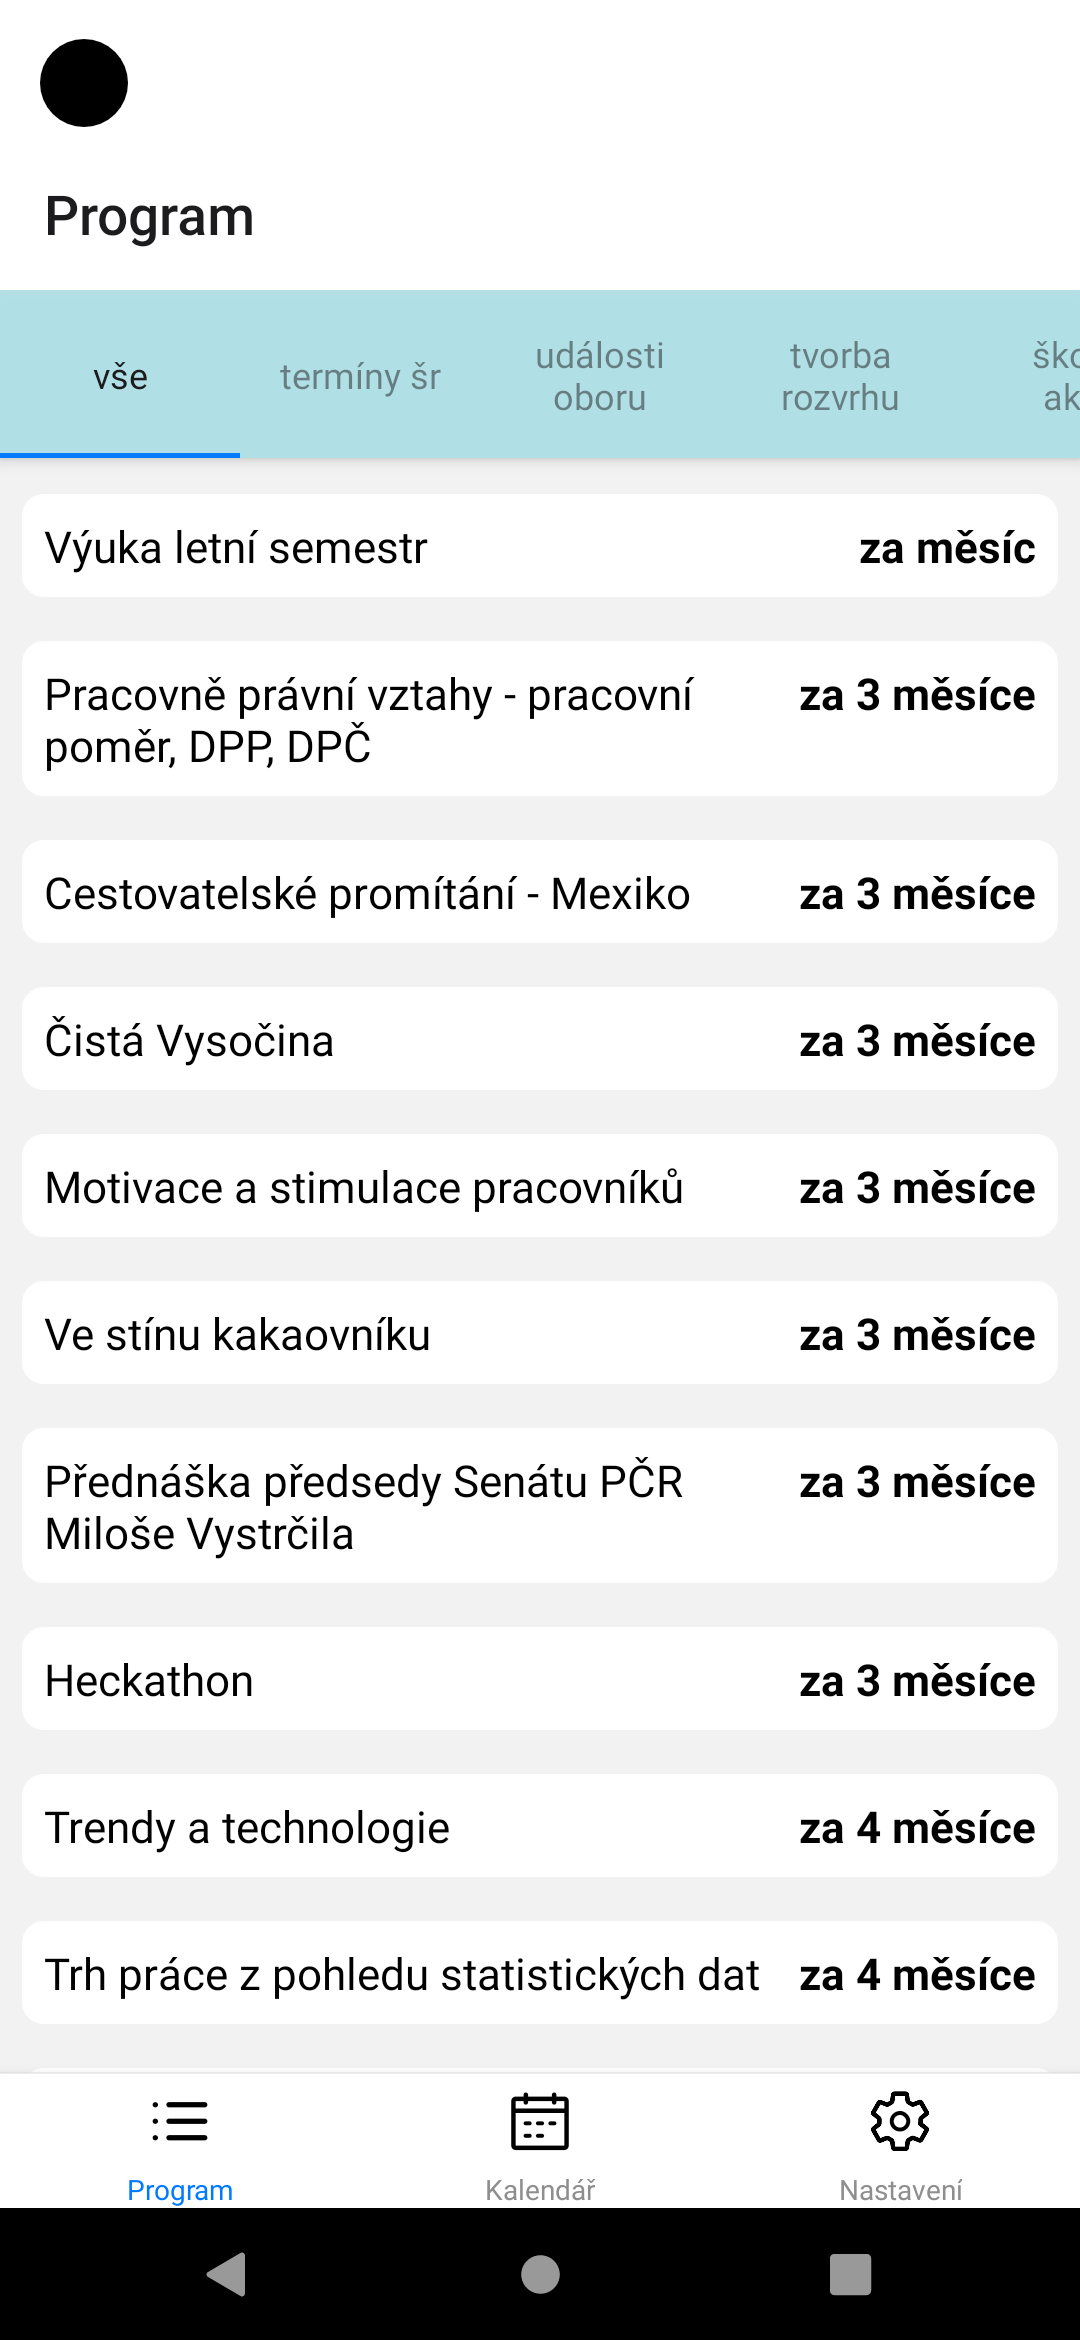 Program
vše
termíny šr
události
oboru
tvorba
rozvrhu
Výuka letní semestr
za měsíc
Pracovně právní vztahy - pracovní
poměr, DPP, DPČ
za 3 měsíce
Cestovatelské promítání - Mexiko
za 3 měsíce
Čistá Vysočina
za 3 měsíce
Motivace a stimulace pracovníků
za 3 měsíce
Ve stínu kakaovníku
za 3 měsíce
Přednáška předsedy Senátu PČR
Miloše Vystrčila
za 3 měsíce
Heckathon
za 3 měsíce
Trendy a technologie
za 4 měsíce
Trh práce z pohledu statistických dat
za 4 měsíce
Program
Kalendář
Nastavení